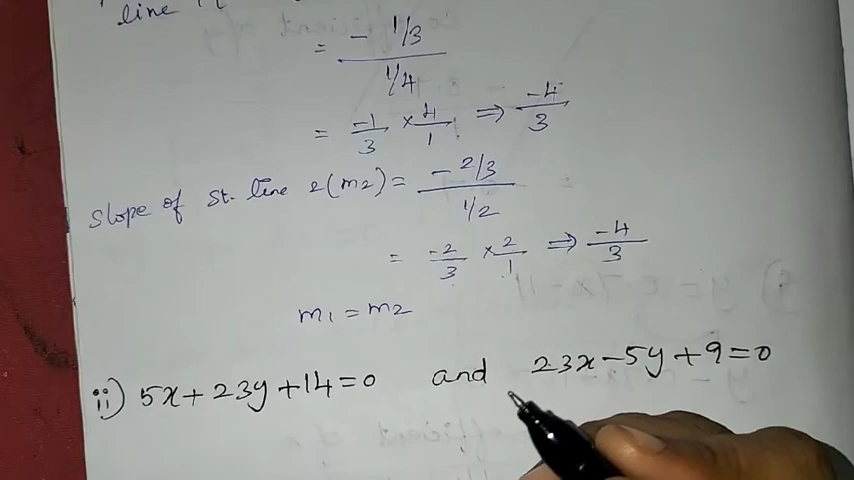 line
= - 1/3 / 1/4
= -1/3 × 4/1 ⇒ -4/3
Slope of St. line 2(m2) = - 2/3 / 1/2
= -2/3 × 2/1 ⇒ -4/3
m1 = m2
ii) 5x + 23y + 14 = 0 and 23x - 5y + 9 = 0